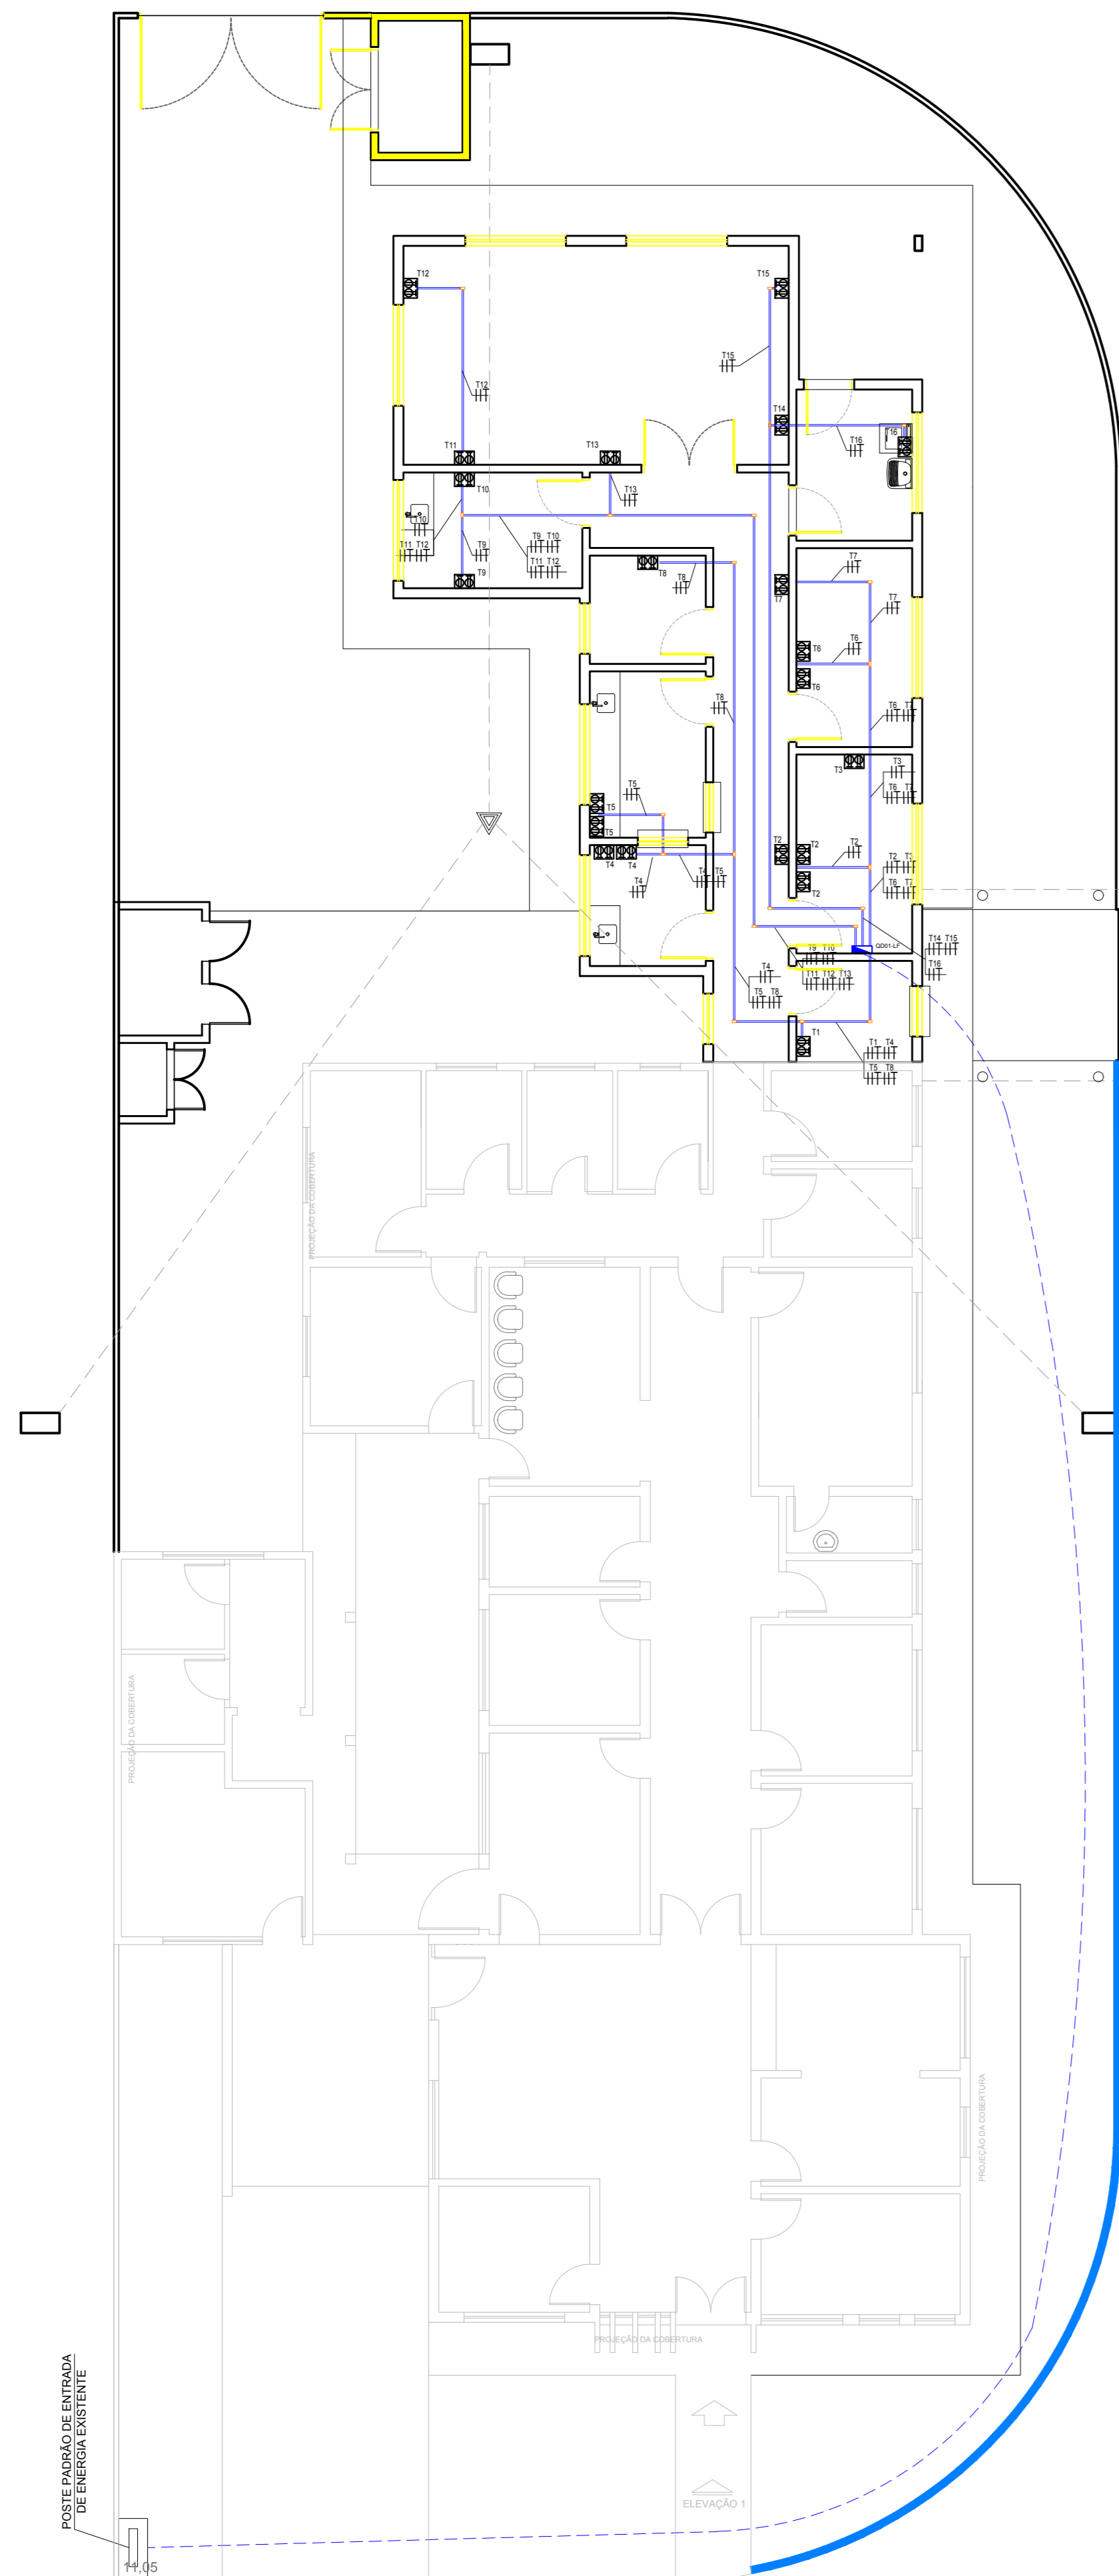 T12
T15
T15
T12
T11
T13
T14
T16
T16
T10
T13
T10
T9 T10
T11 T12
T9
T11 T12
T9
T8
T8
T7
T7
T7
T6
T6
T6
T6 T7
T8
T3
T3
T6 T7
T5
T5
T5
T2
T2
T2
T2
T4
T4
T4
T4 T5
T2 T3
T6 T7
QD01-LF
T14 T15
T16
T9 T10
T11 T12 T13
T4
T5 T8
T1
T1 T4
T5 T8
PROJEÇÃO DA COBERTURA
PROJEÇÃO DA COBERTURA
PROJEÇÃO DA COBERTURA
PROJEÇÃO DA COBERTURA
POSTE PADRÃO DE ENTRADA
DE ENERGIA EXISTENTE
ELEVAÇÃO 1
11,05